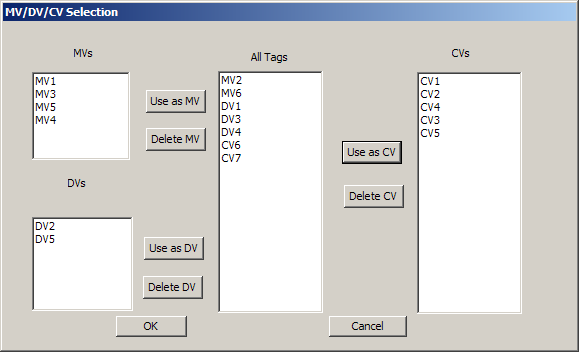 MV/DV/CV Selection
MVs
MV1
MV3
MV5
MV4
Use as MV
Delete MV
DVs
DV2
DV5
Use as DV
Delete DV
All Tags
MV2
MV6
DV1
DV3
DV4
CV6
CV7
Use as CV
Delete CV
CVs
CV1
CV2
CV4
CV3
CV5
OK
Cancel